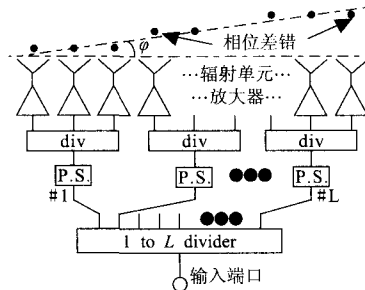 φ
相位差错
…辐射单元…
放大器
div div div
P.S. P.S. P.S.
#1 #L
1 to L divider
输入端口